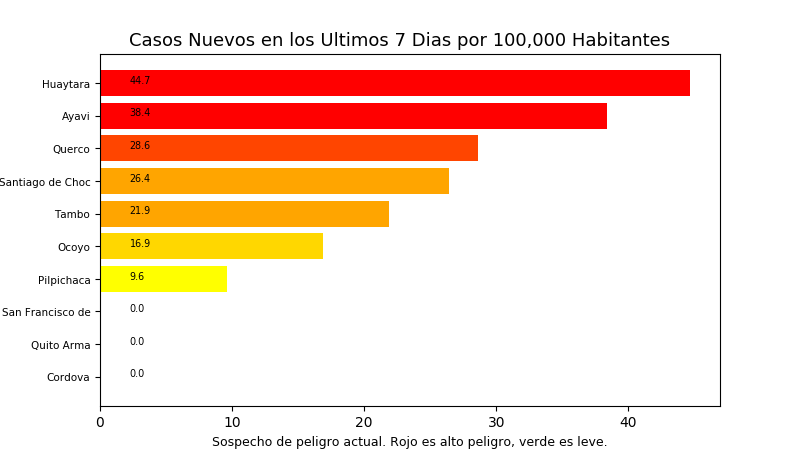 Casos Nuevos en los Ultimos 7 Dias por 100,000 Habitantes
Huaytara 44.7
Ayavi 38.4
Querco 28.6
Santiago de Choc 26.4
Tambo 21.9
Ocoyo 16.9
Pilpichaca 9.6
San Francisco de 0.0
Quito Arma 0.0
Cordova 0.0
0 10 20 30 40
Sospecho de peligro actual. Rojo es alto peligro, verde es leve.